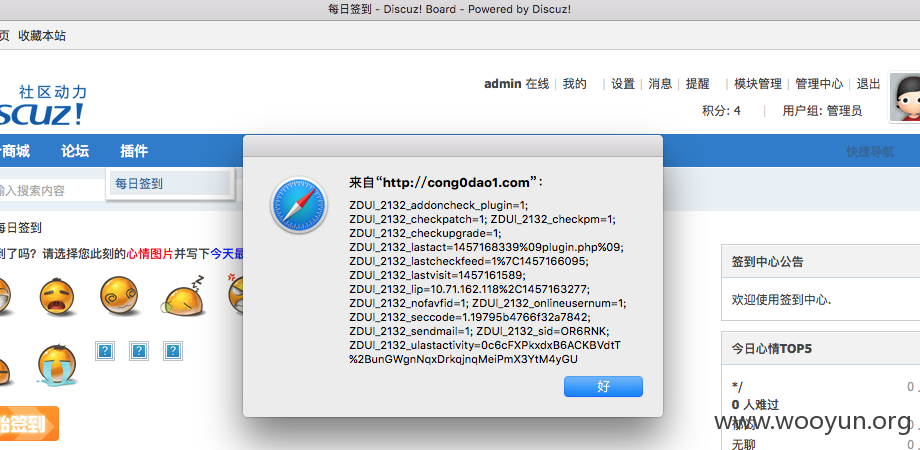 每日签到 - Discuz! Board - Powered by Discuz!
页 收藏本站
社区动力
scuz!
admin 在线 | 我的 | 设置 | 消息 | 提醒 | 模块管理 | 管理中心 | 退出
积分: 4 | 用户组: 管理员
商城 论坛 插件 快捷导航
输入搜索内容
每日签到
每日签到
到了吗? 请选择您此刻的心情图片并写下今天最
来自“http://cong0dao1.com”:
ZDUI_2132_addoncheck_plugin=1;
ZDUI_2132_checkpatch=1; ZDUI_2132_checkpm=1;
ZDUI_2132_checkupgrade=1;
ZDUI_2132_lastact=1457168339%09plugin.php%09;
ZDUI_2132_lastcheckfeed=1%7C1457166095;
ZDUI_2132_lastvisit=1457161589;
ZDUI_2132_lip=10.71.162.118%2C1457163277;
ZDUI_2132_nofavfid=1; ZDUI_2132_onlineusernum=1;
ZDUI_2132_seccode=1.19795b4766f32a7842;
ZDUI_2132_sendmail=1; ZDUI_2132_sid=OR6RNK;
ZDUI_2132_ulastactivity=0c6cFXPkxdxB6ACKBVdtT
%2BunGWgnNqxDrkqjnqMeiPmX3YtM4yGU
好
始签到
签到中心公告
欢迎使用签到中心.
今日心情TOP5
*/ 0
0 人难过
郁闷
无聊 0
www.wooyun.org